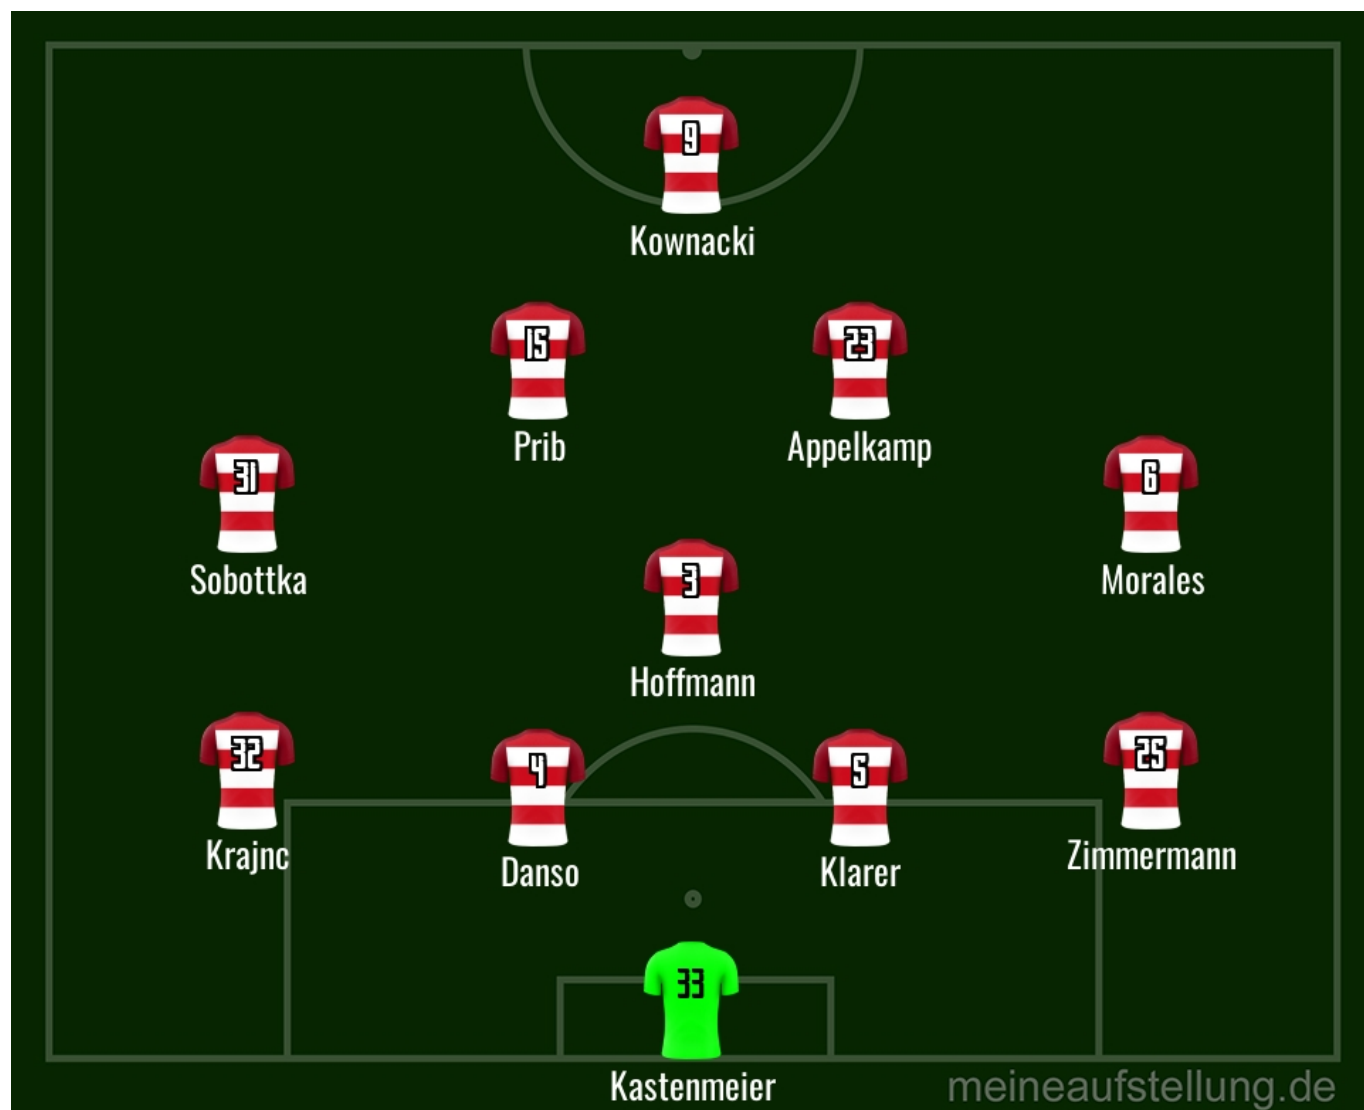 9
Kownacki
15
Prib
23
Appelkamp
31
Sobottka
6
Morales
3
Hoffmann
32
Krajnc
4
Danso
5
Klarer
25
Zimmermann
33
Kastenmeier
meineaufstellung.de